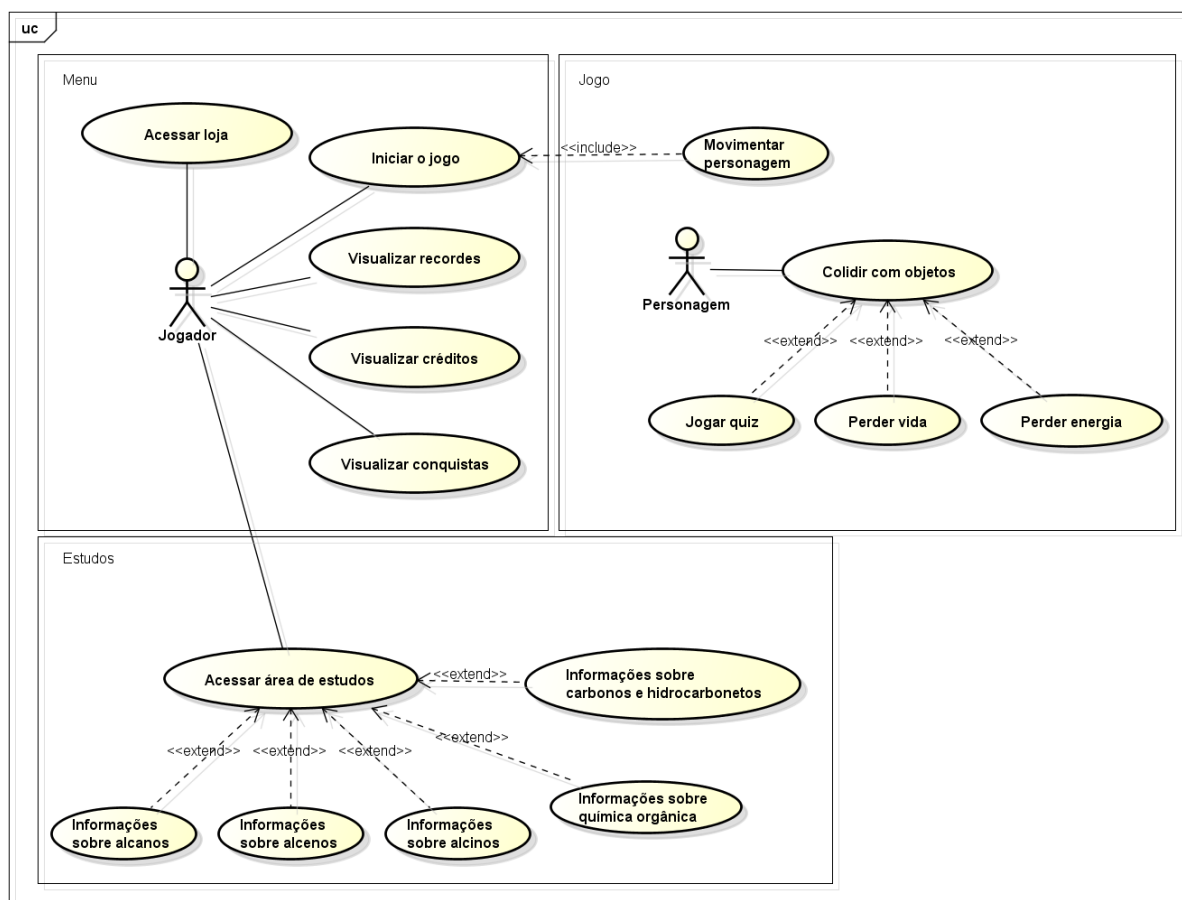 uc
Menu
Acessar loja
Iniciar o jogo
Visualizar recordes
Jogador
Visualizar créditos
Visualizar conquistas
Jogo
<<include>>
Movimentar
personagem
Personagem
Colidir com objetos
<<extend>>
<<extend>>
<<extend>>
Jogar quiz
Perder vida
Perder energia
Estudos
Acessar área de estudos
<<extend>>
Informações sobre
carbonos e hidrocarbonetos
<<extend>>
<<extend>>
<<extend>>
<<extend>>
Informações
sobre alcanos
Informações
sobre alcenos
Informações
sobre alcinos
Informações sobre
química orgânica